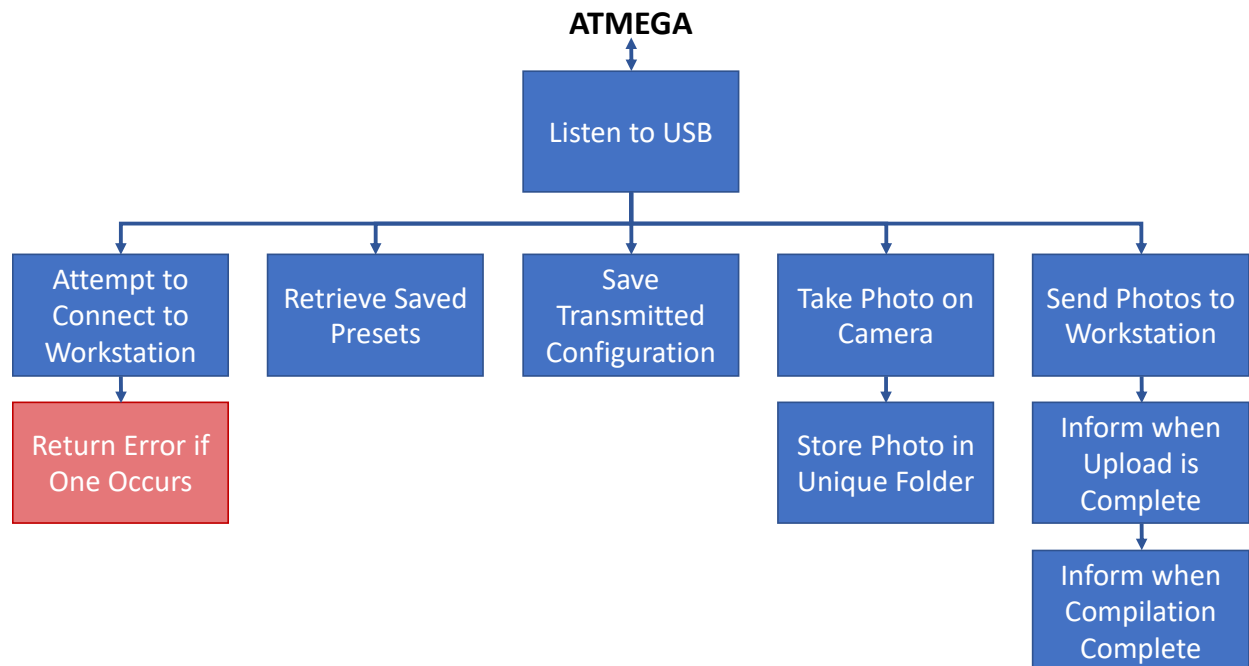 ATMEGA
Listen to USB
Attempt to
Connect to
Workstation
Retrieve Saved
Presets
Save
Transmitted
Configuration
Take Photo on
Camera
Send Photos to
Workstation
Return Error if
One Occurs
Store Photo in
Unique Folder
Inform when
Upload is
Complete
Inform when
Compilation
Complete